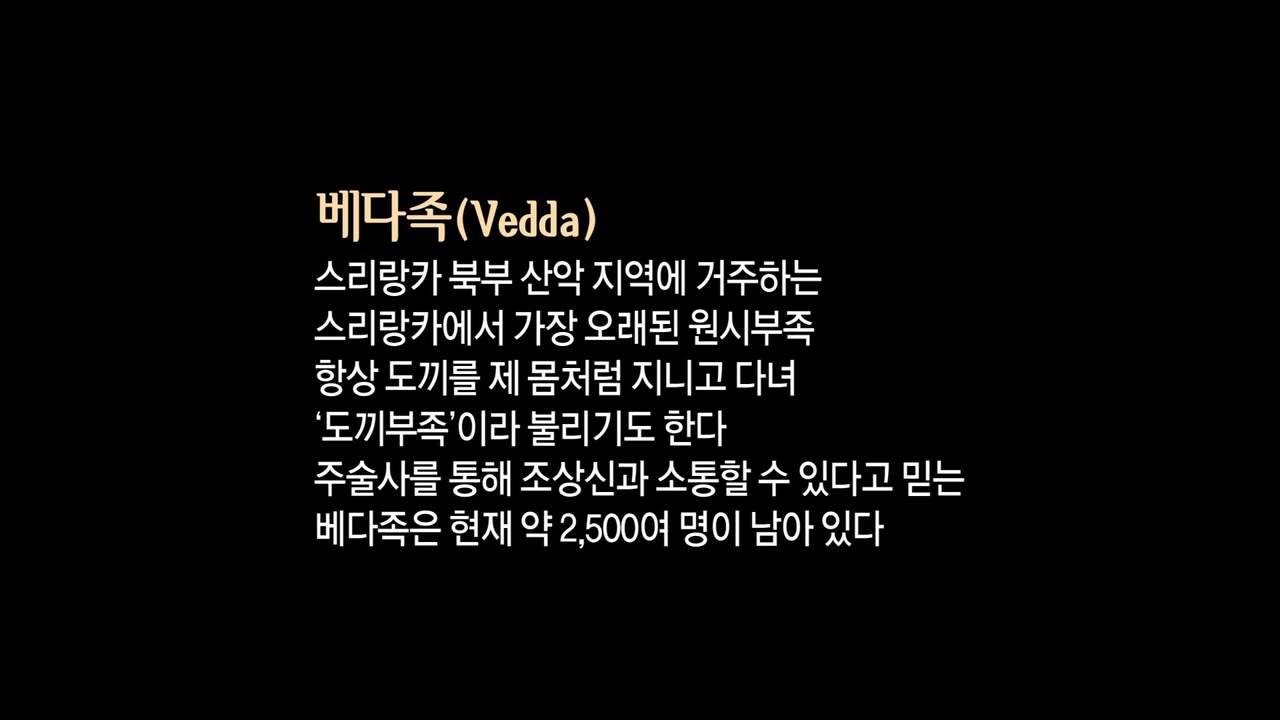 베다족(Vedda)
스리랑카 북부 산악 지역에 거주하는
스리랑카에서 가장 오래된 원시부족
항상 도끼를 제 몸처럼 지니고 다녀
‘도끼부족’이라 불리기도 한다
주술사를 통해 조상신과 소통할 수 있다고 믿는
베다족은 현재 약 2,500여 명이 남아 있다